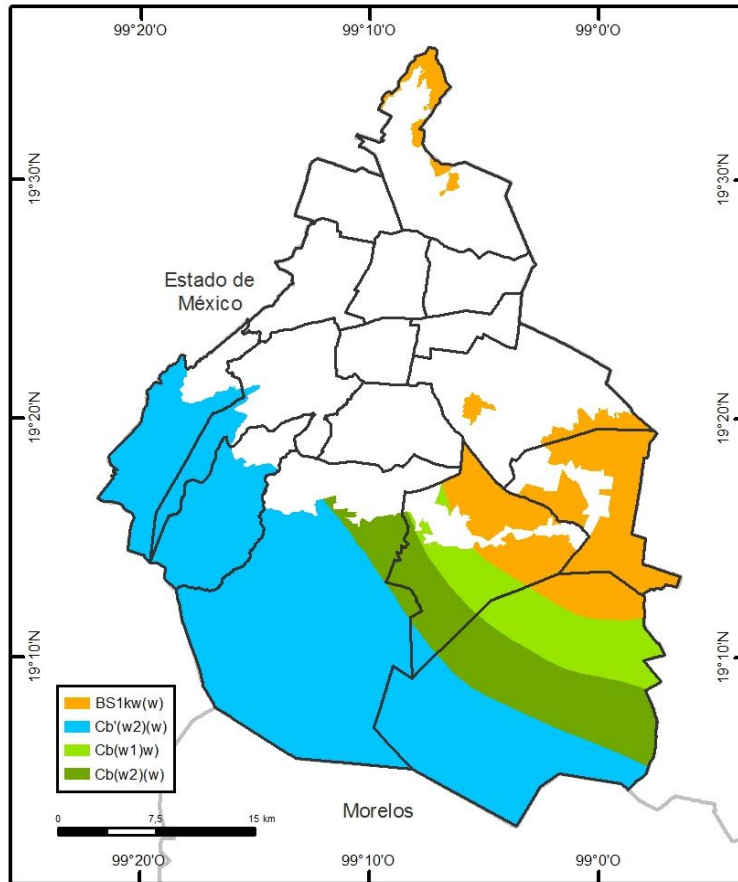 99°20'O 99°10'O 99°0'O
19°30'N 19°30'N
Estado de
México
19°20'N 19°20'N
19°10'N 19°10'N
BS1kw(w)
Cb'(w2)(w)
Cb(w1)w)
Cb(w2)(w)
0 7,5 15 km
Morelos
99°20'O 99°10'O 99°0'O